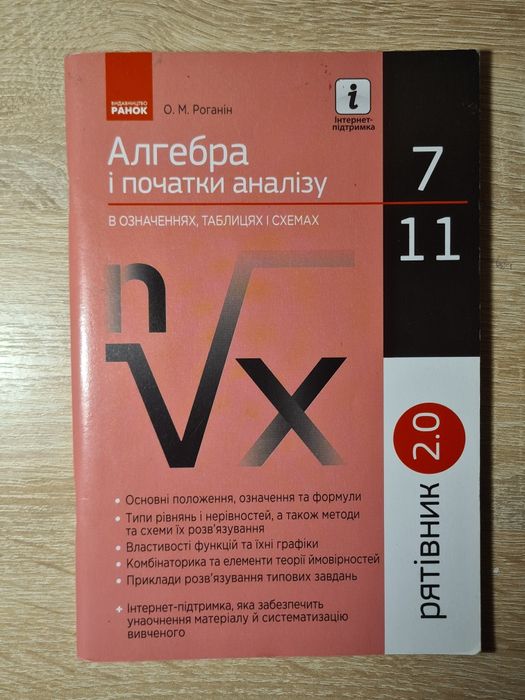 ВИДАВНИЦТВО
РАНОК
О. М. Роганін
i
Інтернет-
підтримка
Алгебра
і початки аналізу
В ОЗНАЧЕННЯХ, ТАБЛИЦЯХ І СХЕМАХ
7
11
n√x
• Основні положення, означення та формули
• Типи рівнянь і нерівностей, а також методи
та схеми їх розв'язування
• Властивості функцій та їхні графіки
• Комбінаторика та елементи теорії ймовірностей
• Приклади розв'язування типових завдань
+ Інтернет-підтримка, яка забезпечить
унаочнення матеріалу й систематизацію
вивченого
рятівник 2.0